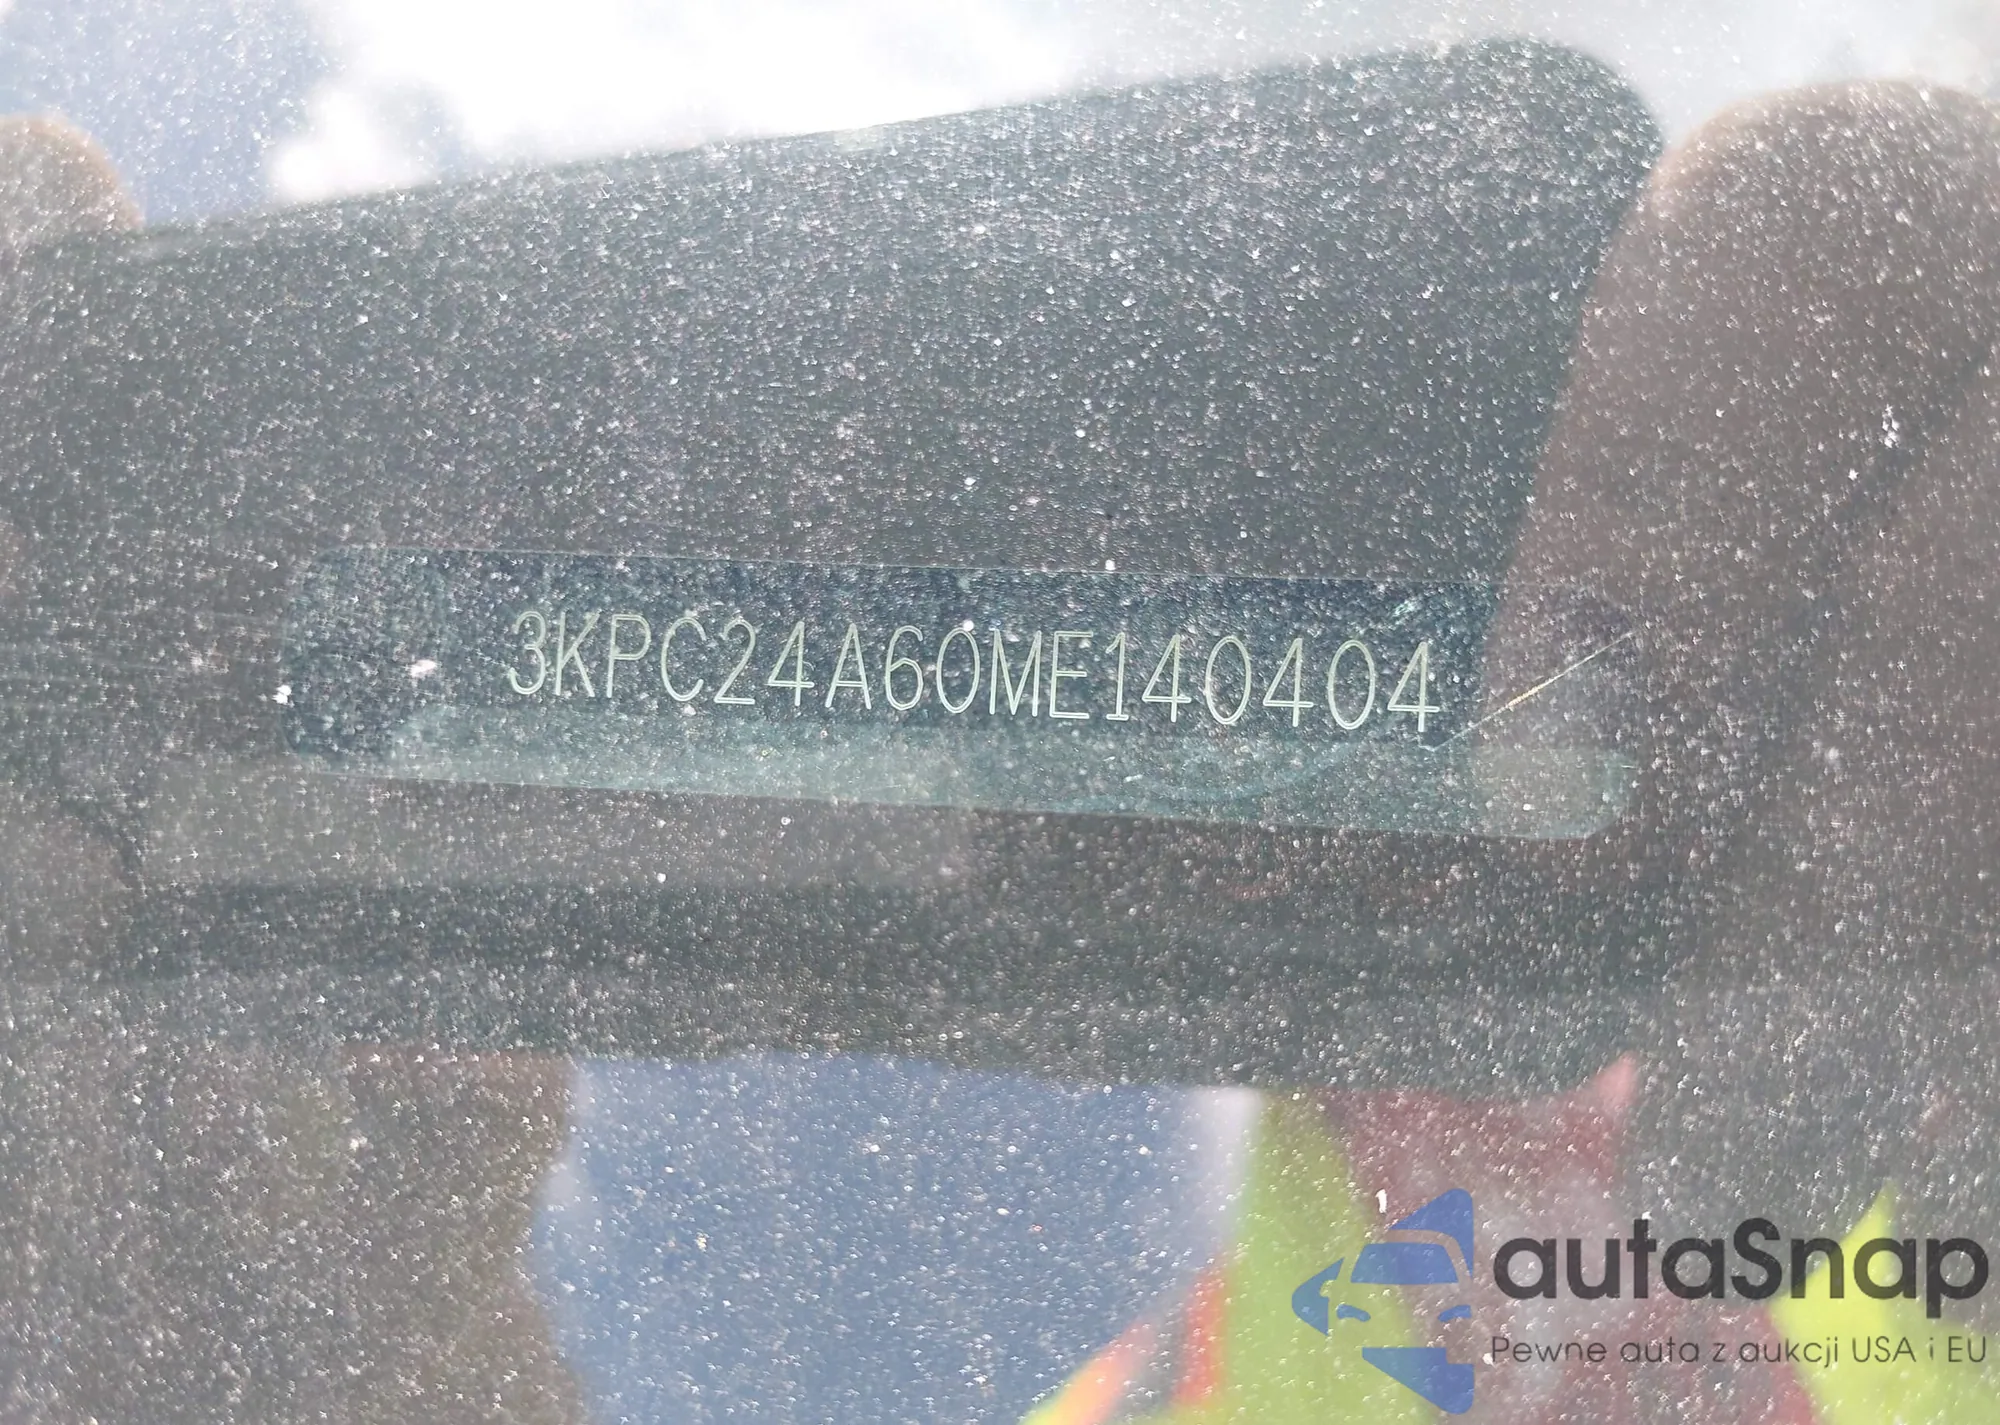 3KPC24A60ME140404
autaSnap
Pewne auta z aukcji USA i EU